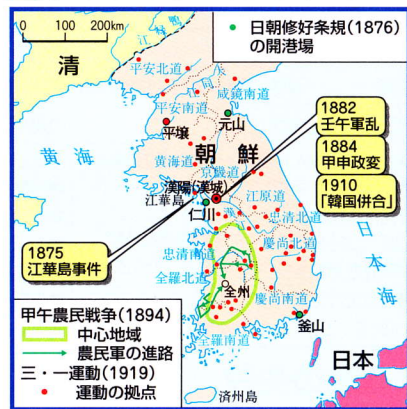 0 100 200km
日朝修好条規(1876)
の開港場
清
鴨
江
平安北道
咸鏡南道
平安南道
元山
平壌
黄海
黄海道
朝鮮
京畿道
漢陽(漢城)
江華島
仁川
江原道
忠清北道
忠清南道
慶尚北道
全羅北道
全州
慶尚南道
釜山
全羅南道
済州島
日本海
日本
1882
壬午軍乱
1884
甲申政変
1910
「韓国併合」
1875
江華島事件
甲午農民戦争(1894)
中心地域
農民軍の進路
三・一運動(1919)
運動の拠点